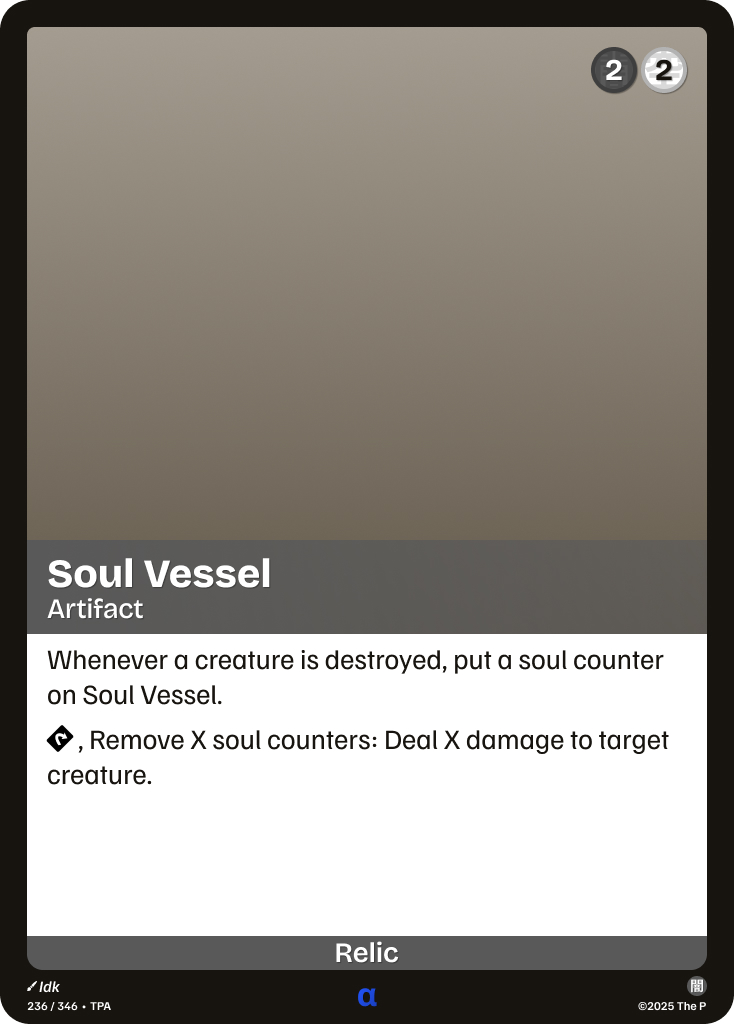 2 2
Soul Vessel
Artifact
Whenever a creature is destroyed, put a soul counter
on Soul Vessel.
, Remove X soul counters: Deal X damage to target
creature.
Relic
Idk
236 / 346 • TPA
α
©2025 The P